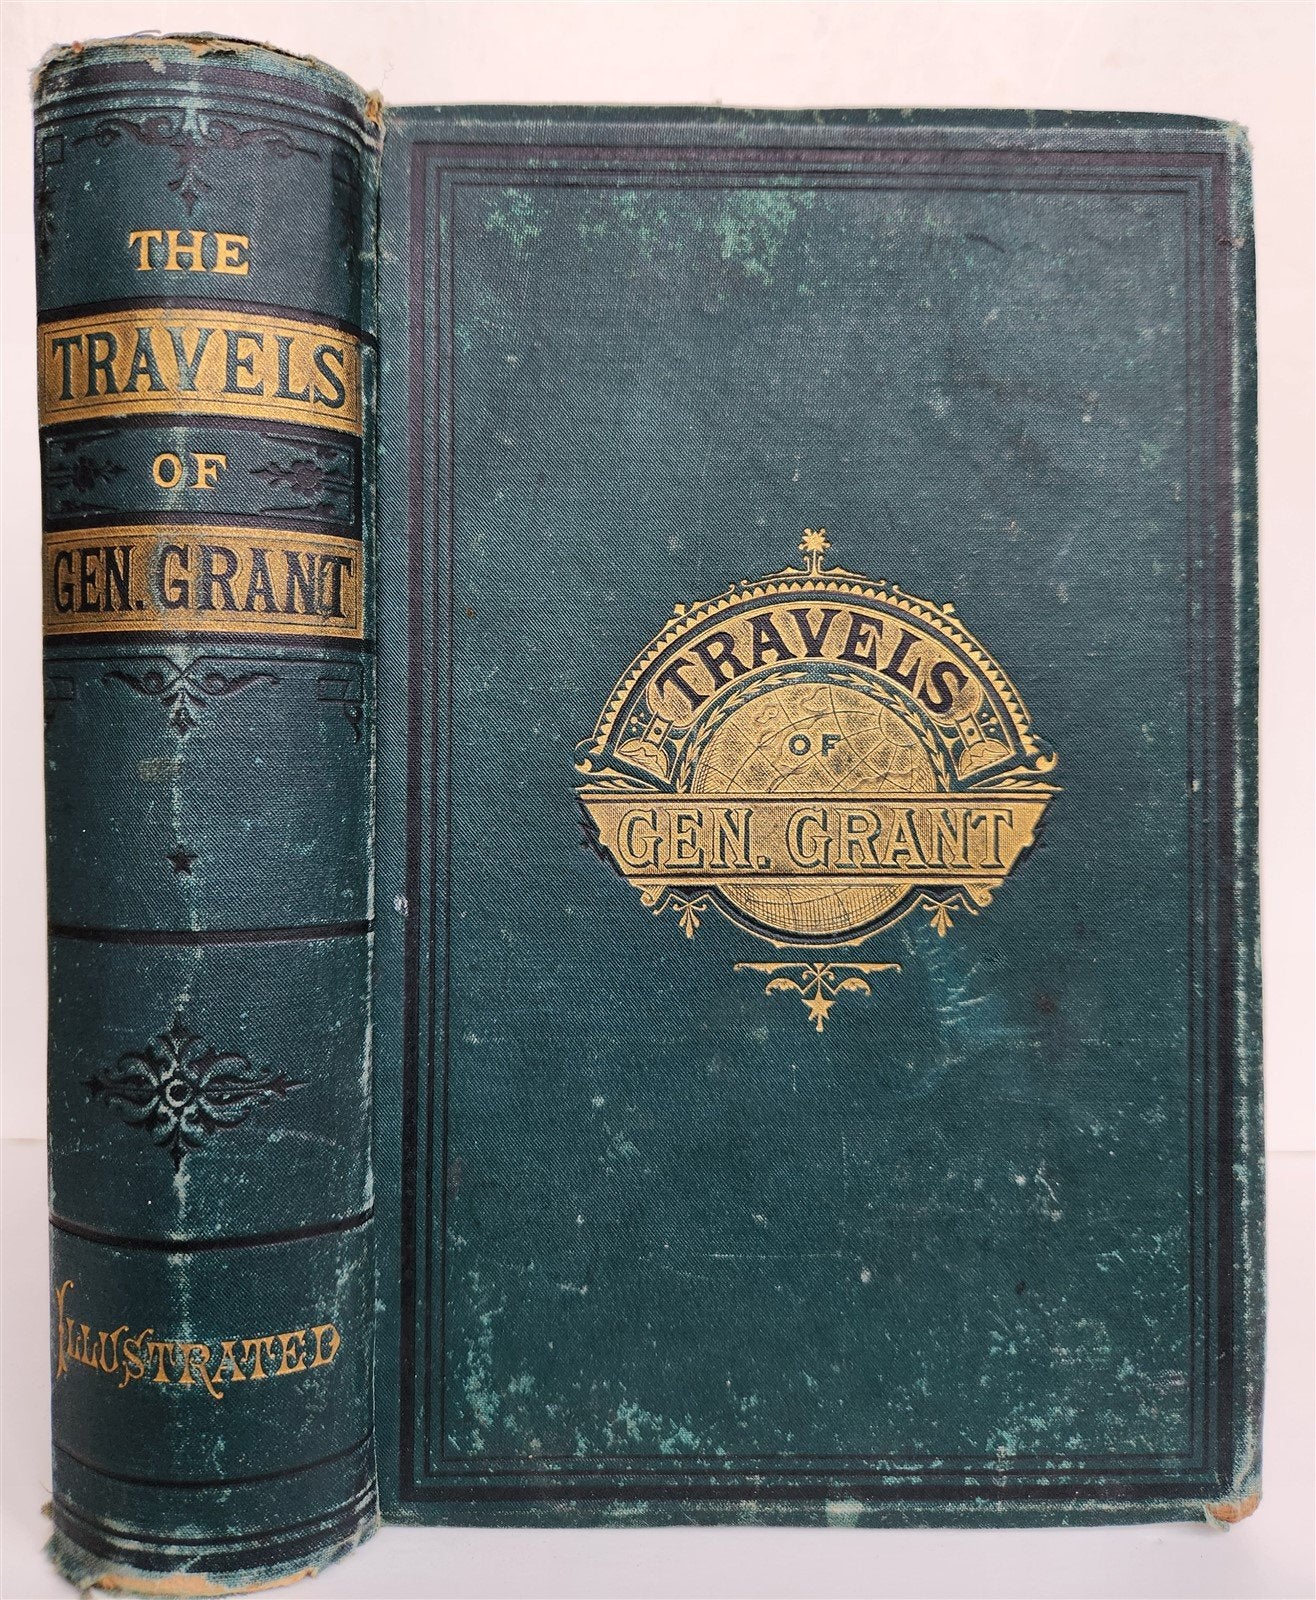 THE
TRAVELS
OF
GEN. GRANT
ILLUSTRATED
TRAVELS
OF
GEN. GRANT